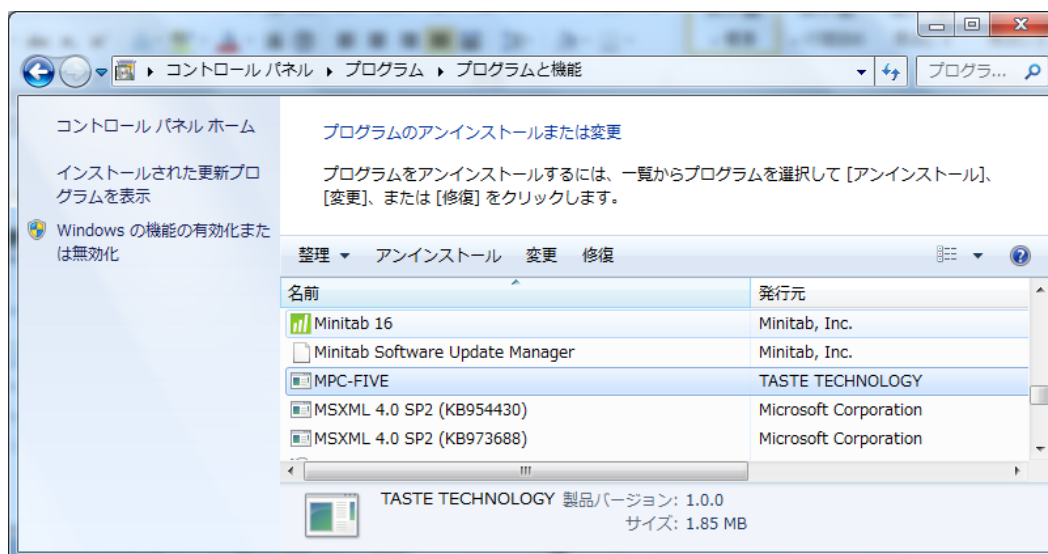 コントロール パネル ▸ プログラム ▸ プログラムと機能
プログラ...
コントロール パネル ホーム
インストールされた更新プロ
グラムを表示
Windows の機能の有効化また
は無効化
プログラムのアンインストールまたは変更
プログラムをアンインストールするには、一覧からプログラムを選択して [アンインストール]、
[変更]、または [修復] をクリックします。
整理 アンインストール 変更 修復
名前 発行元
Minitab 16 Minitab, Inc.
Minitab Software Update Manager Minitab, Inc.
MPC-FIVE TASTE TECHNOLOGY
MSXML 4.0 SP2 (KB954430) Microsoft Corporation
MSXML 4.0 SP2 (KB973688) Microsoft Corporation
TASTE TECHNOLOGY 製品バージョン: 1.0.0
サイズ: 1.85 MB